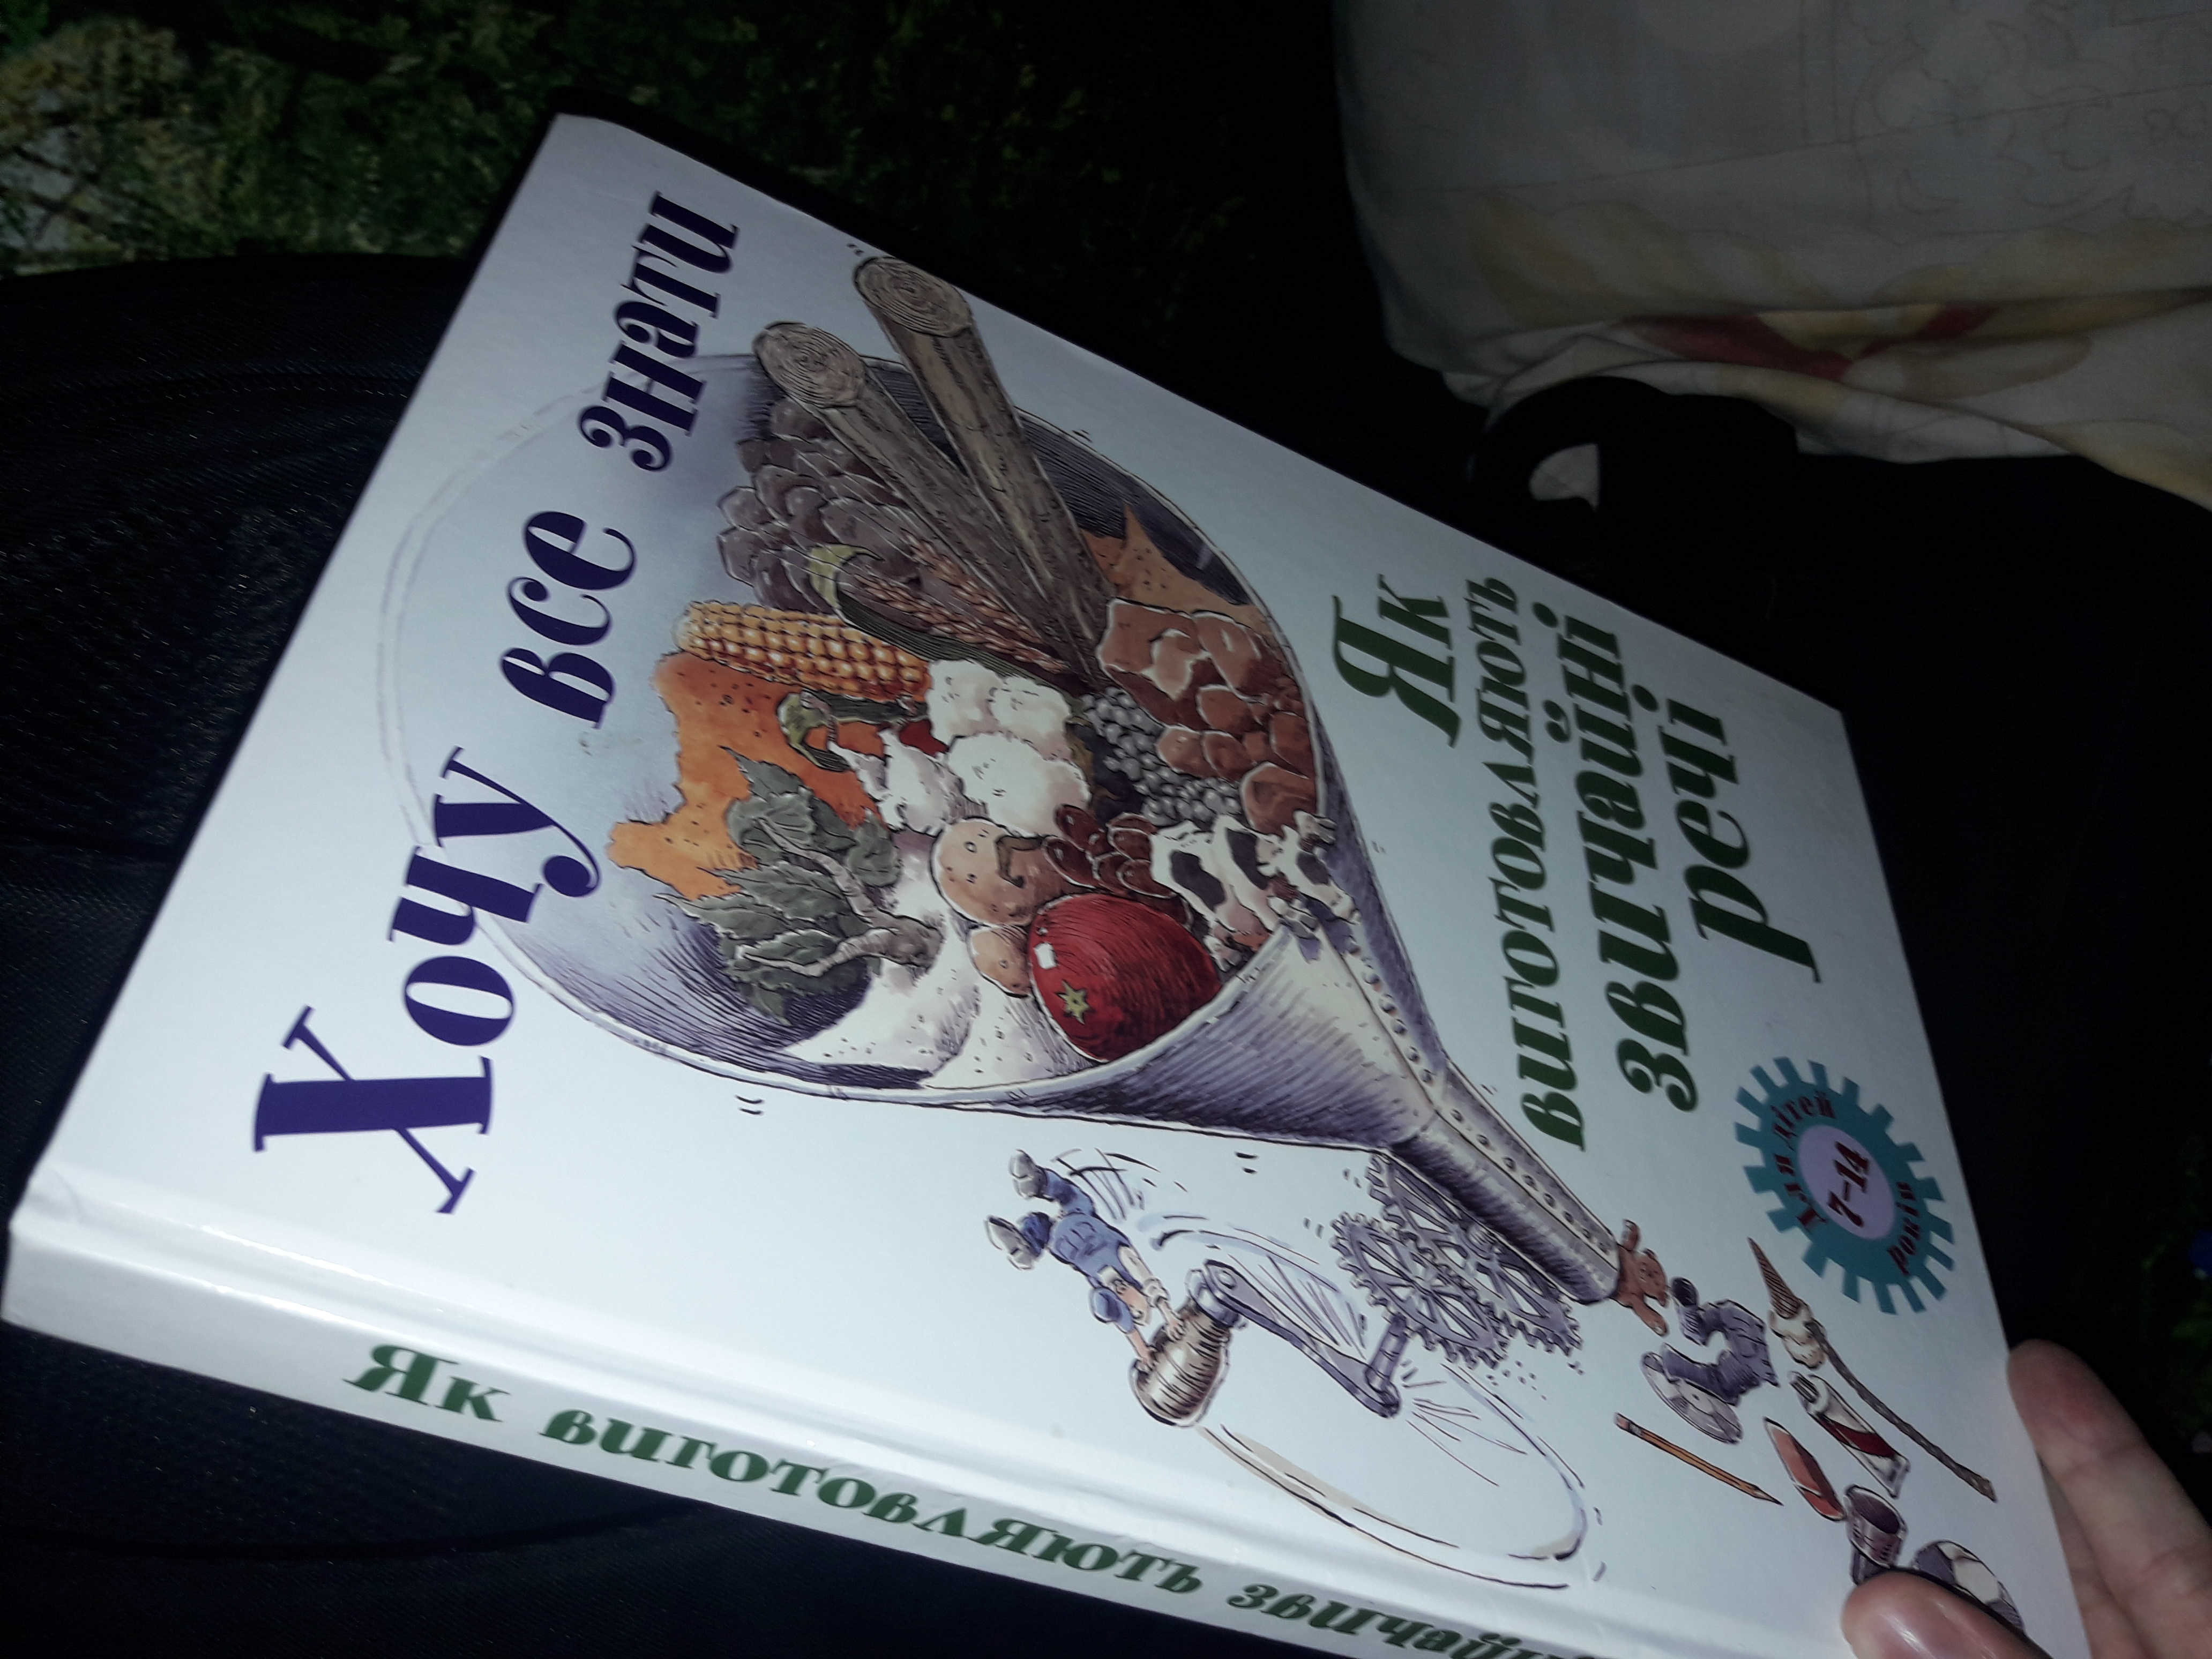 Хочу все знати
Як
виготовляють
звичайні
речі
Для дітей
7-14
років
Як виготовляють звичайні